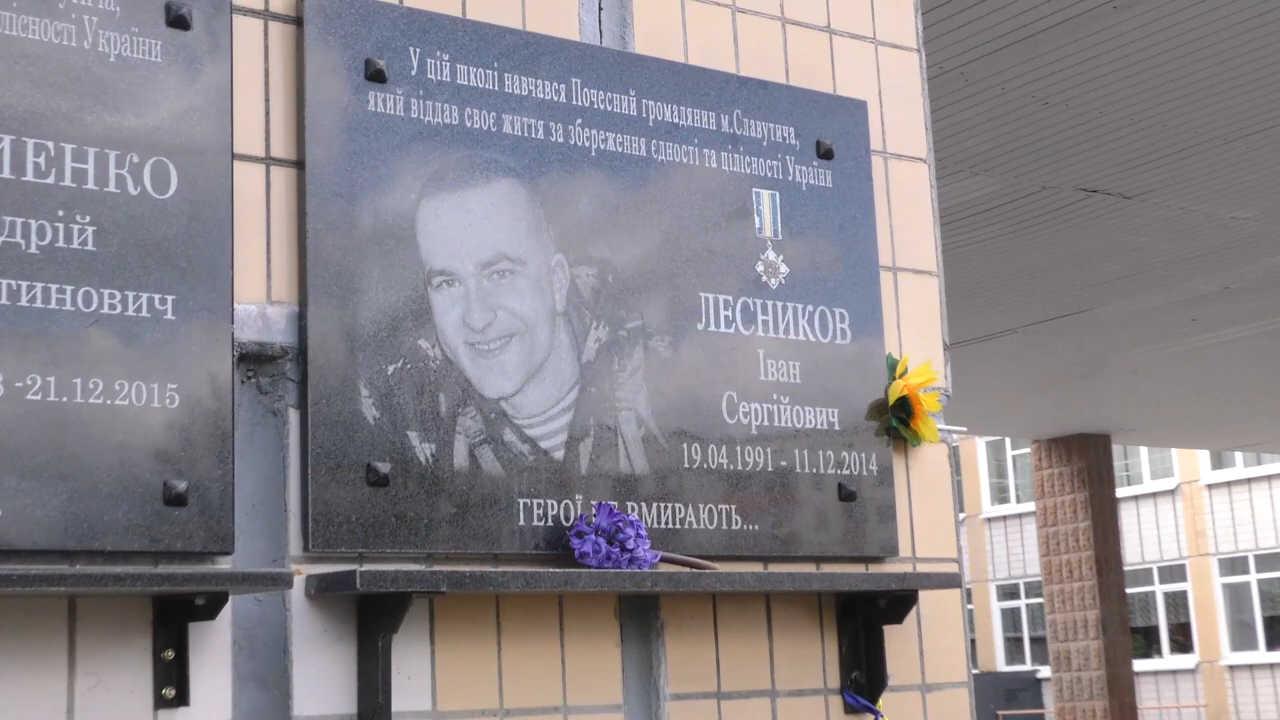 цілісності України
ИЕНКО
дрій
тинович
-21.12.2015
У цій школі навчався Почесний громадянин м.Славутича,
який віддав своє життя за збереження єдності та цілісності України
ЛЕСНИКОВ
Іван
Сергійович
19.04.1991 - 11.12.2014
ГЕРОЇ НЕ ВМИРАЮТЬ...